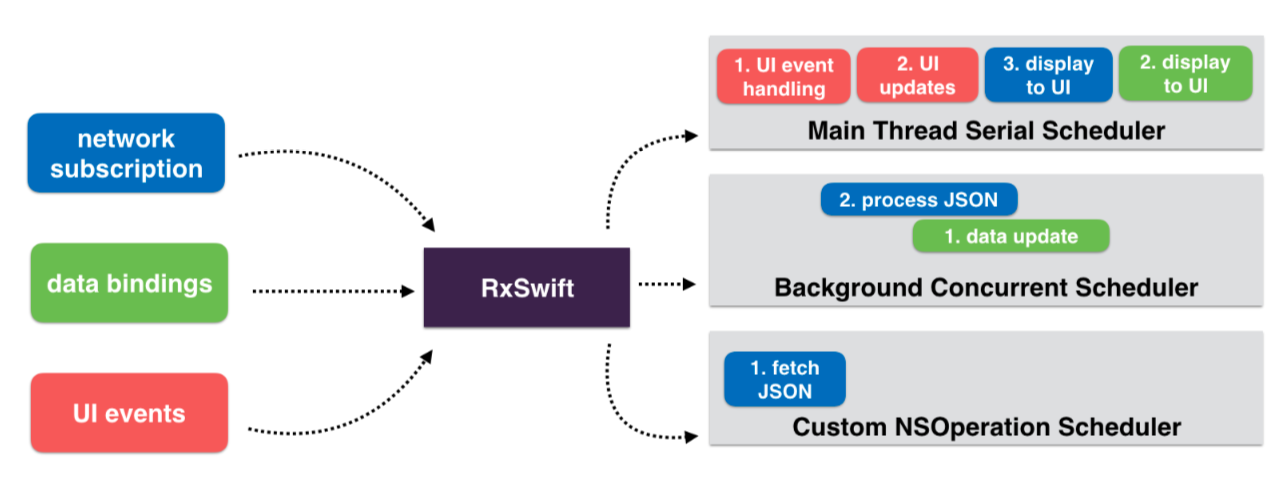 network
subscription
data bindings
UI events
RxSwift
1. UI event
handling
2. UI
updates
3. display
to UI
2. display
to UI
Main Thread Serial Scheduler
2. process JSON
1. data update
Background Concurrent Scheduler
1. fetch
JSON
Custom NSOperation Scheduler